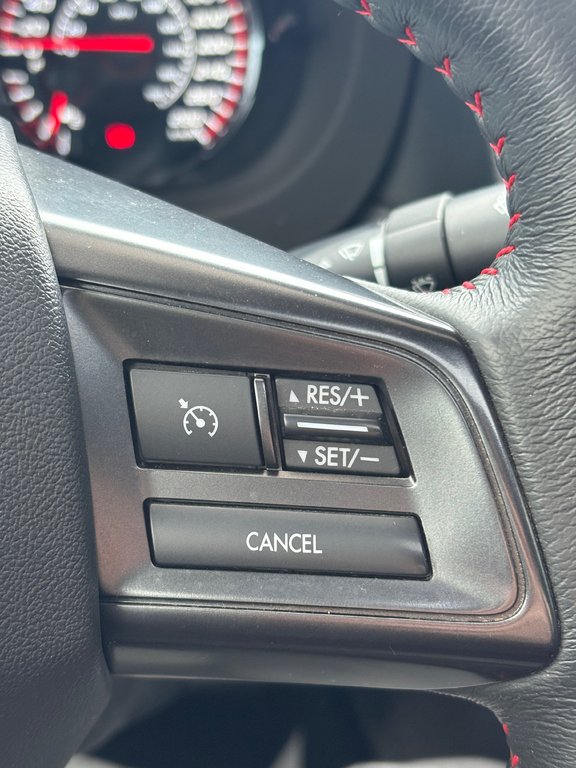 ▲ RES/+
▼ SET/−
CANCEL